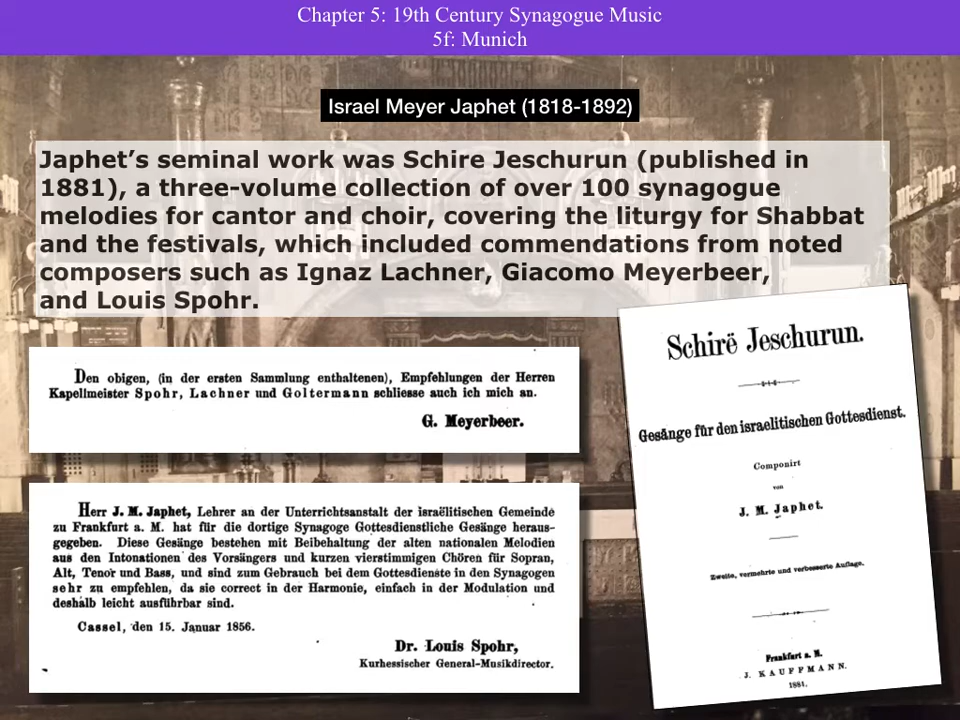 Chapter 5: 19th Century Synagogue Music
5f: Munich
Israel Meyer Japhet (1818-1892)
Japhet’s seminal work was Schire Jeschurun (published in
1881), a three-volume collection of over 100 synagogue
melodies for cantor and choir, covering the liturgy for Shabbat
and the festivals, which included commendations from noted
composers such as Ignaz Lachner, Giacomo Meyerbeer,
and Louis Spohr.
Den obigen, (in der ersten Sammlung enthaltenen), Empfehlungen der Herren
Kapellmeister Spohr, Lachner und Goltermann schliesse auch ich mich an.
G. Meyerbeer.
Herr J. M. Japhet, Lehrer an der Unterrichtsanstalt der israëlitischen Gemeinde
zu Frankfurt a. M. hat für die dortige Synagoge Gottesdienstliche Gesänge heraus-
gegeben. Diese Gesänge bestehen mit Beibehaltung der alten nationalen Melodien
aus den Intonationen des Vorsängers und kurzen vierstimmigen Chören für Sopran,
Alt, Tenor und Bass, und sind zum Gebrauch bei dem Gottesdienste in den Synagogen
sehr zu empfehlen, da sie correct in der Harmonie, einfach in der Modulation und
deshalb leicht ausführbar sind.
Cassel, den 15. Januar 1856.
Dr. Louis Spohr,
Kurhessischer General-Musikdirector.
Schirë Jeschurun.
Gesänge für den israelitischen Gottesdienst.
Componirt
von
J. M. Japhet.
Zweite, vermehrte und verbesserte Auflage.
Frankfurt a. M.
J. KAUFFMANN.
1881.